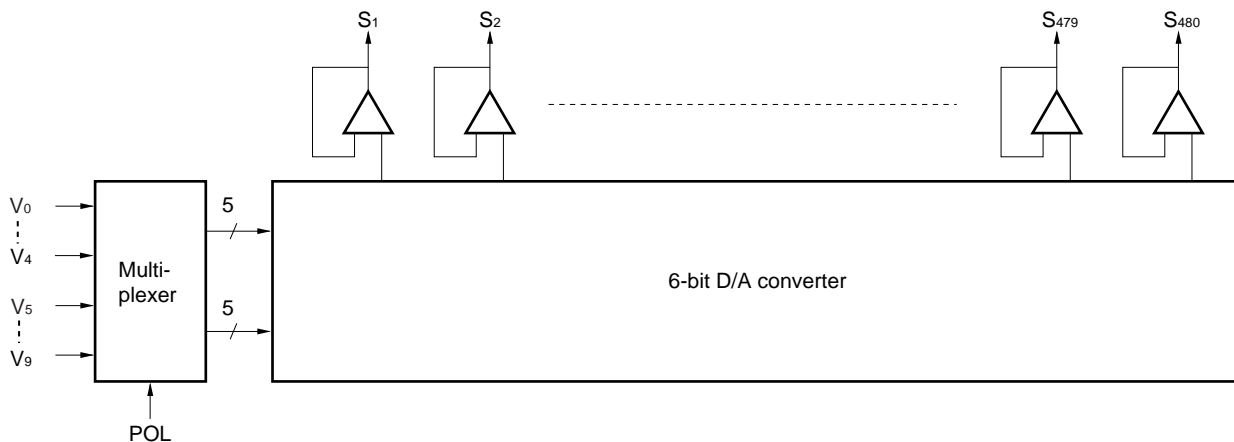 S1 S2 S479 S480
V0
V4
V5
V9
Multi-
plexer
5
5
6-bit D/A converter
POL